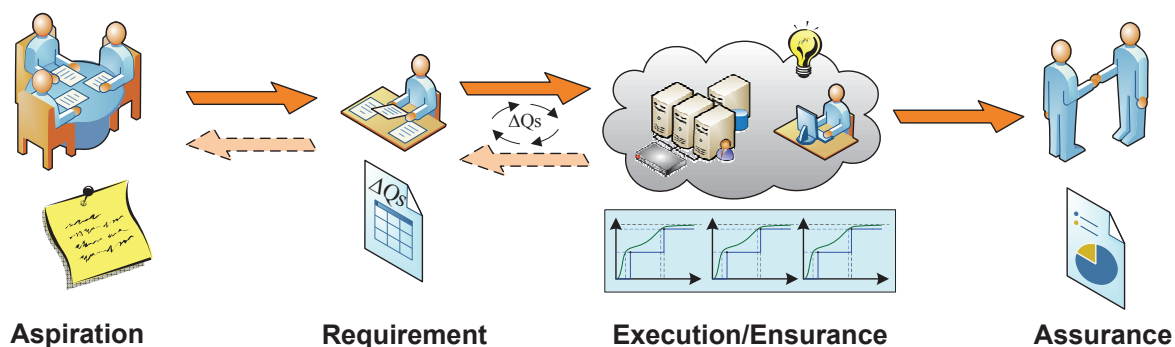 ΔQs
ΔQs
Aspiration
Requirement
Execution/Ensurance
Assurance